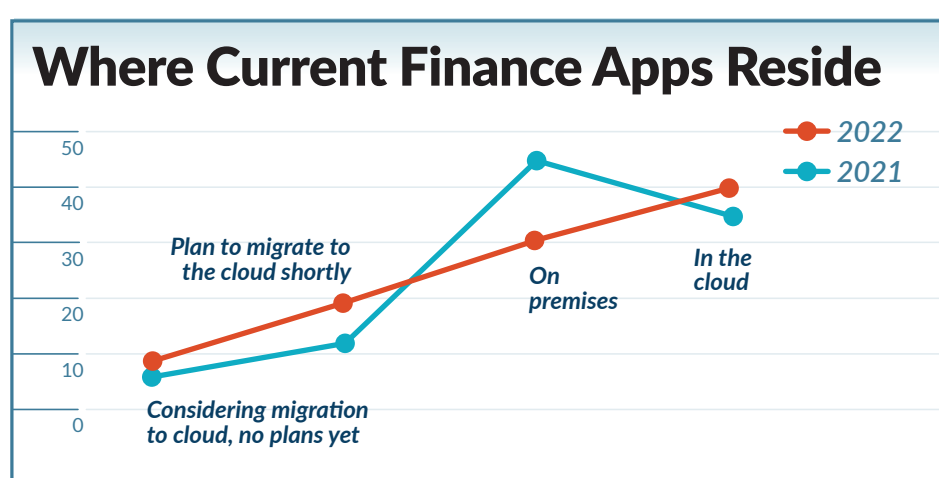 Where Current Finance Apps Reside
2022
2021
50
40
30
20
10
0
Plan to migrate to
the cloud shortly
On
premises
In the
cloud
Considering migration
to cloud, no plans yet